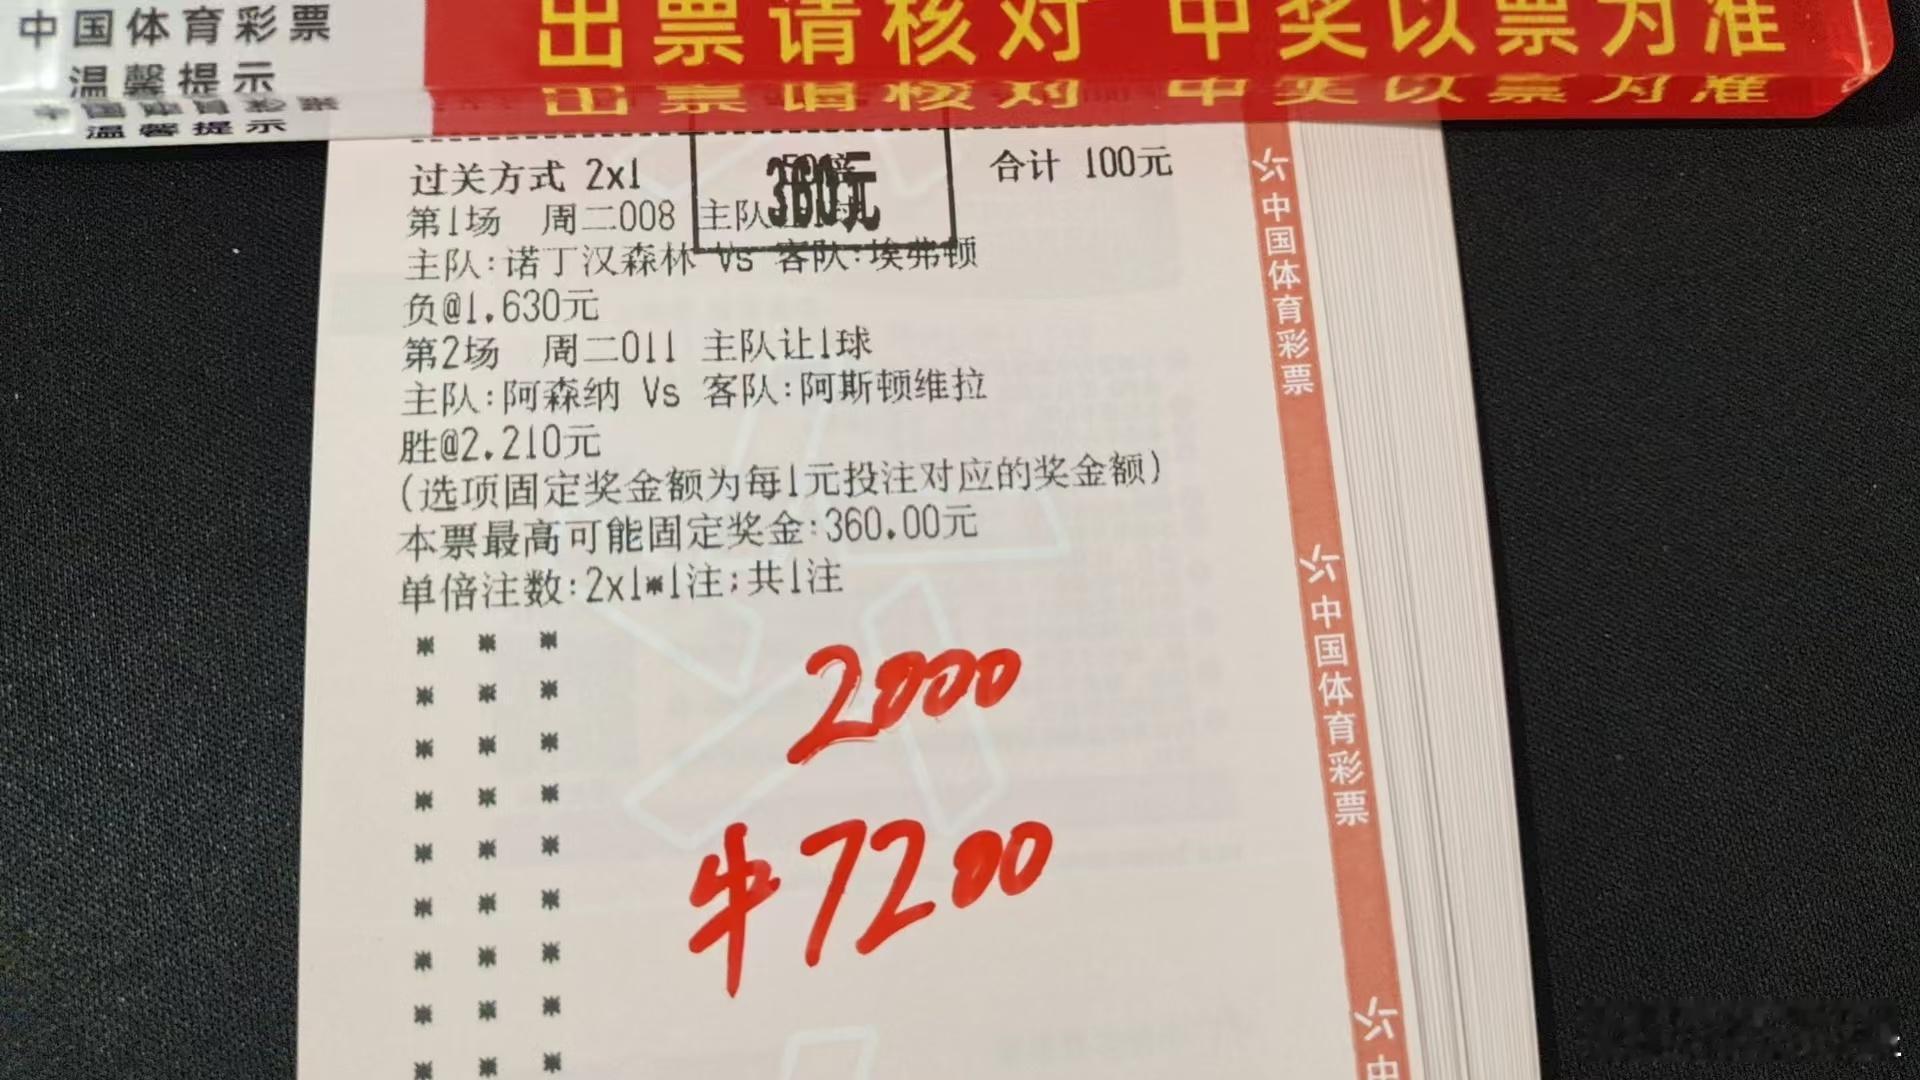 中国体育彩票
温馨提示
出票请核对 中奖以票为准
过关方式 2x1
360元
合计 100元
第1场 周二008 主队
主队:诺丁汉森林 Vs 客队:埃弗顿
负@1.630元
第2场 周二011 主队让1球
主队:阿森纳 Vs 客队:阿斯顿维拉
胜@2.210元
(选项固定奖金额为每1元投注对应的奖金额)
本票最高可能固定奖金:360.00元
单倍注数:2x1*1注;共1注
2000
中7200
中国体育彩票
中国体育彩票
中